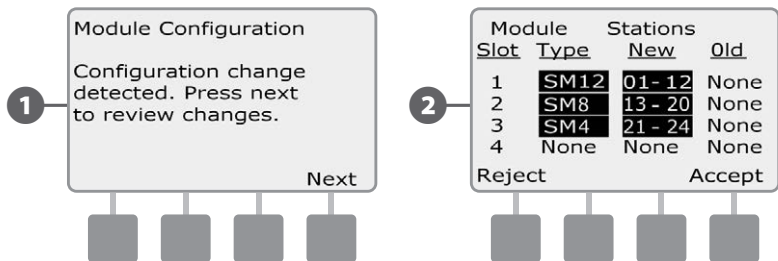 1
Module Configuration
Configuration change
detected. Press next
to review changes.
Next
2
Module Stations
Slot Type New Old
1 SM12 01-12 None
2 SM8 13-20 None
3 SM4 21-24 None
4 None None None
Reject Accept